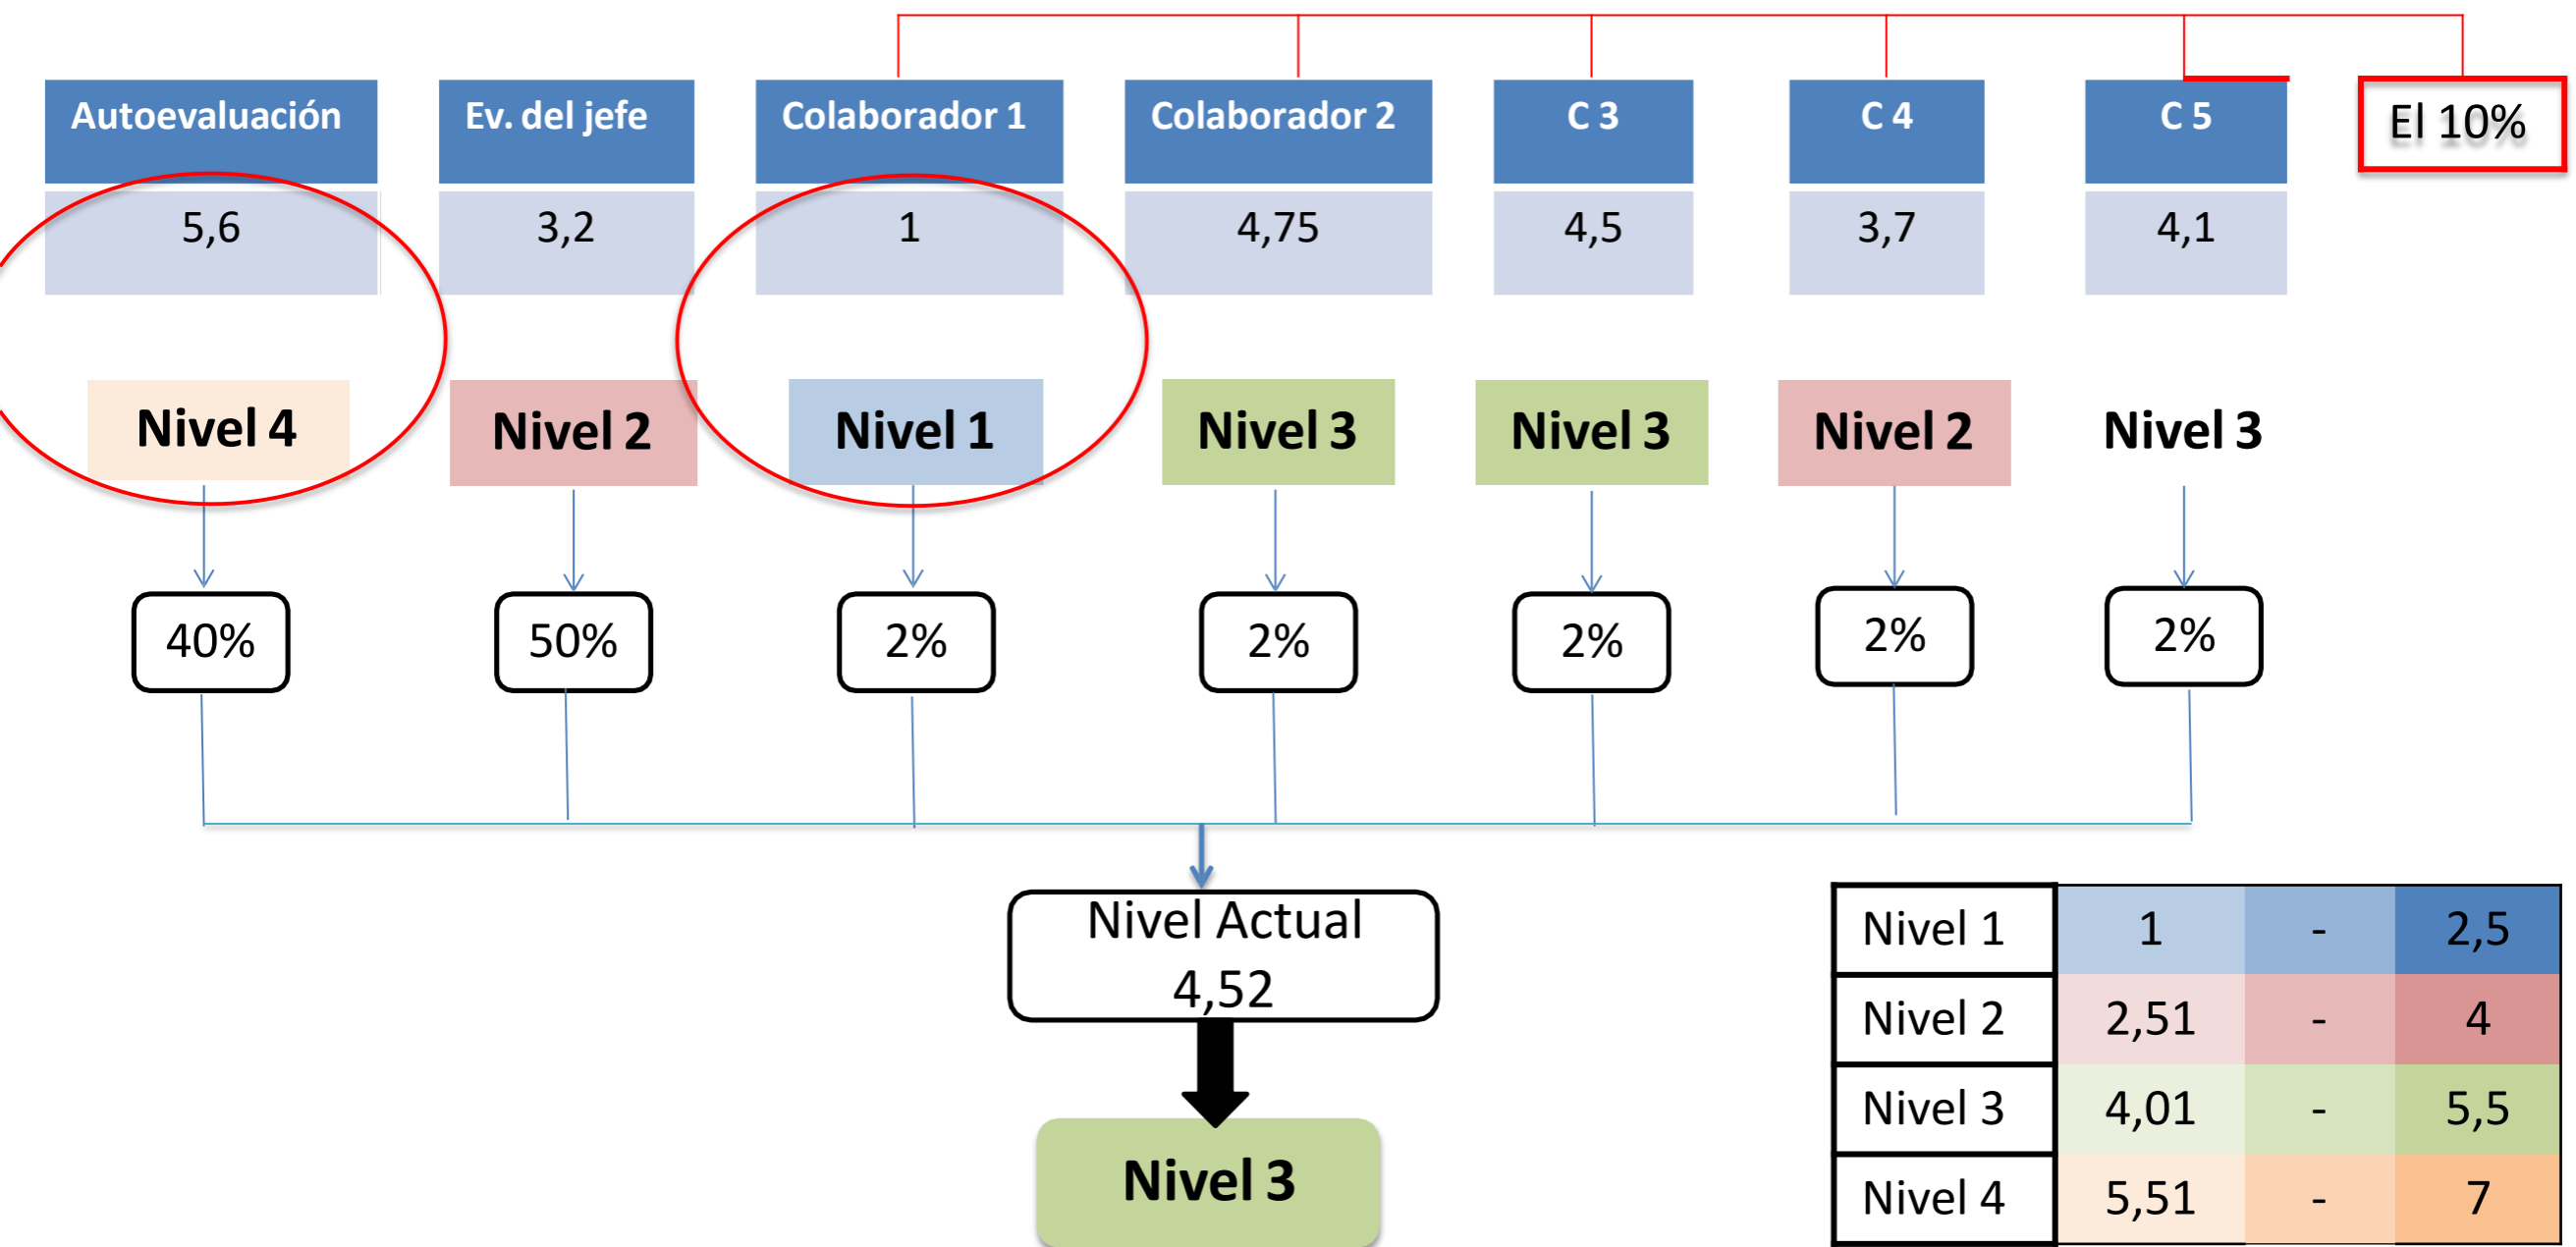 Autoevaluación Ev. del jefe Colaborador 1 Colaborador 2 C 3 C 4 C 5 El 10%
5,6 3,2 1 4,75 4,5 3,7 4,1
Nivel 4 Nivel 2 Nivel 1 Nivel 3 Nivel 3 Nivel 2 Nivel 3
40% 50% 2% 2% 2% 2% 2%
Nivel Actual
4,52
Nivel 3
Nivel 1 1 - 2,5
Nivel 2 2,51 - 4
Nivel 3 4,01 - 5,5
Nivel 4 5,51 - 7